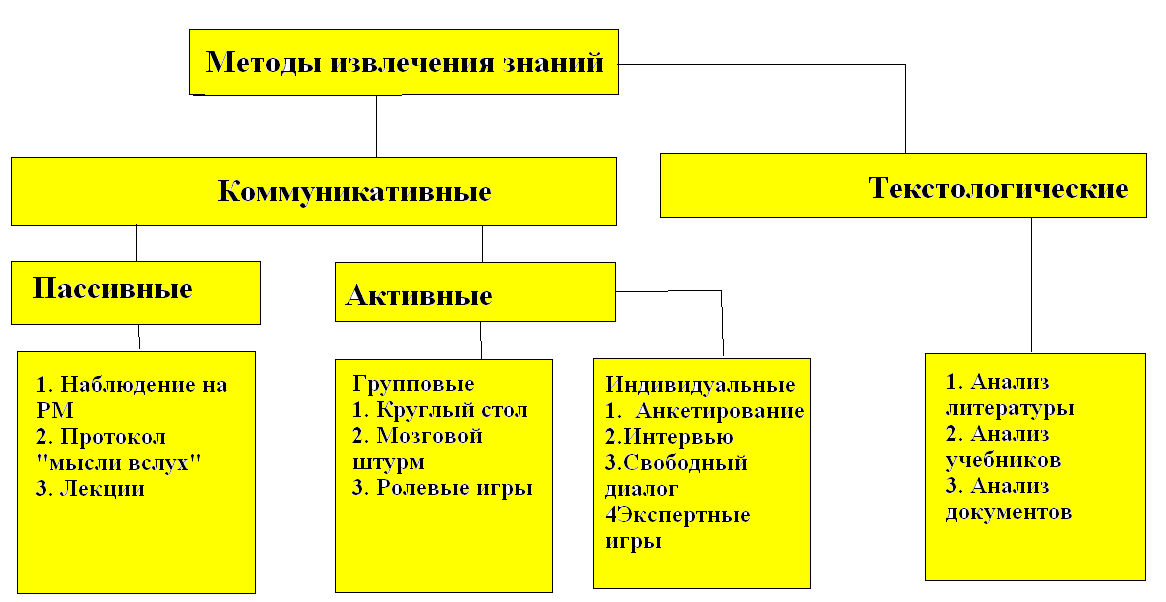 Методы извлечения знаний
Коммуникативные
Текстологические
Пассивные
Активные
1. Наблюдение на
РМ
2. Протокол
"мысли вслух"
3. Лекции
Групповые
1. Круглый стол
2. Мозговой
штурм
3. Ролевые игры
Индивидуальные
1. Анкетирование
2.Интервью
3.Свободный
диалог
4Экспертные
игры
1. Анализ
литературы
2. Анализ
учебников
3. Анализ
документов